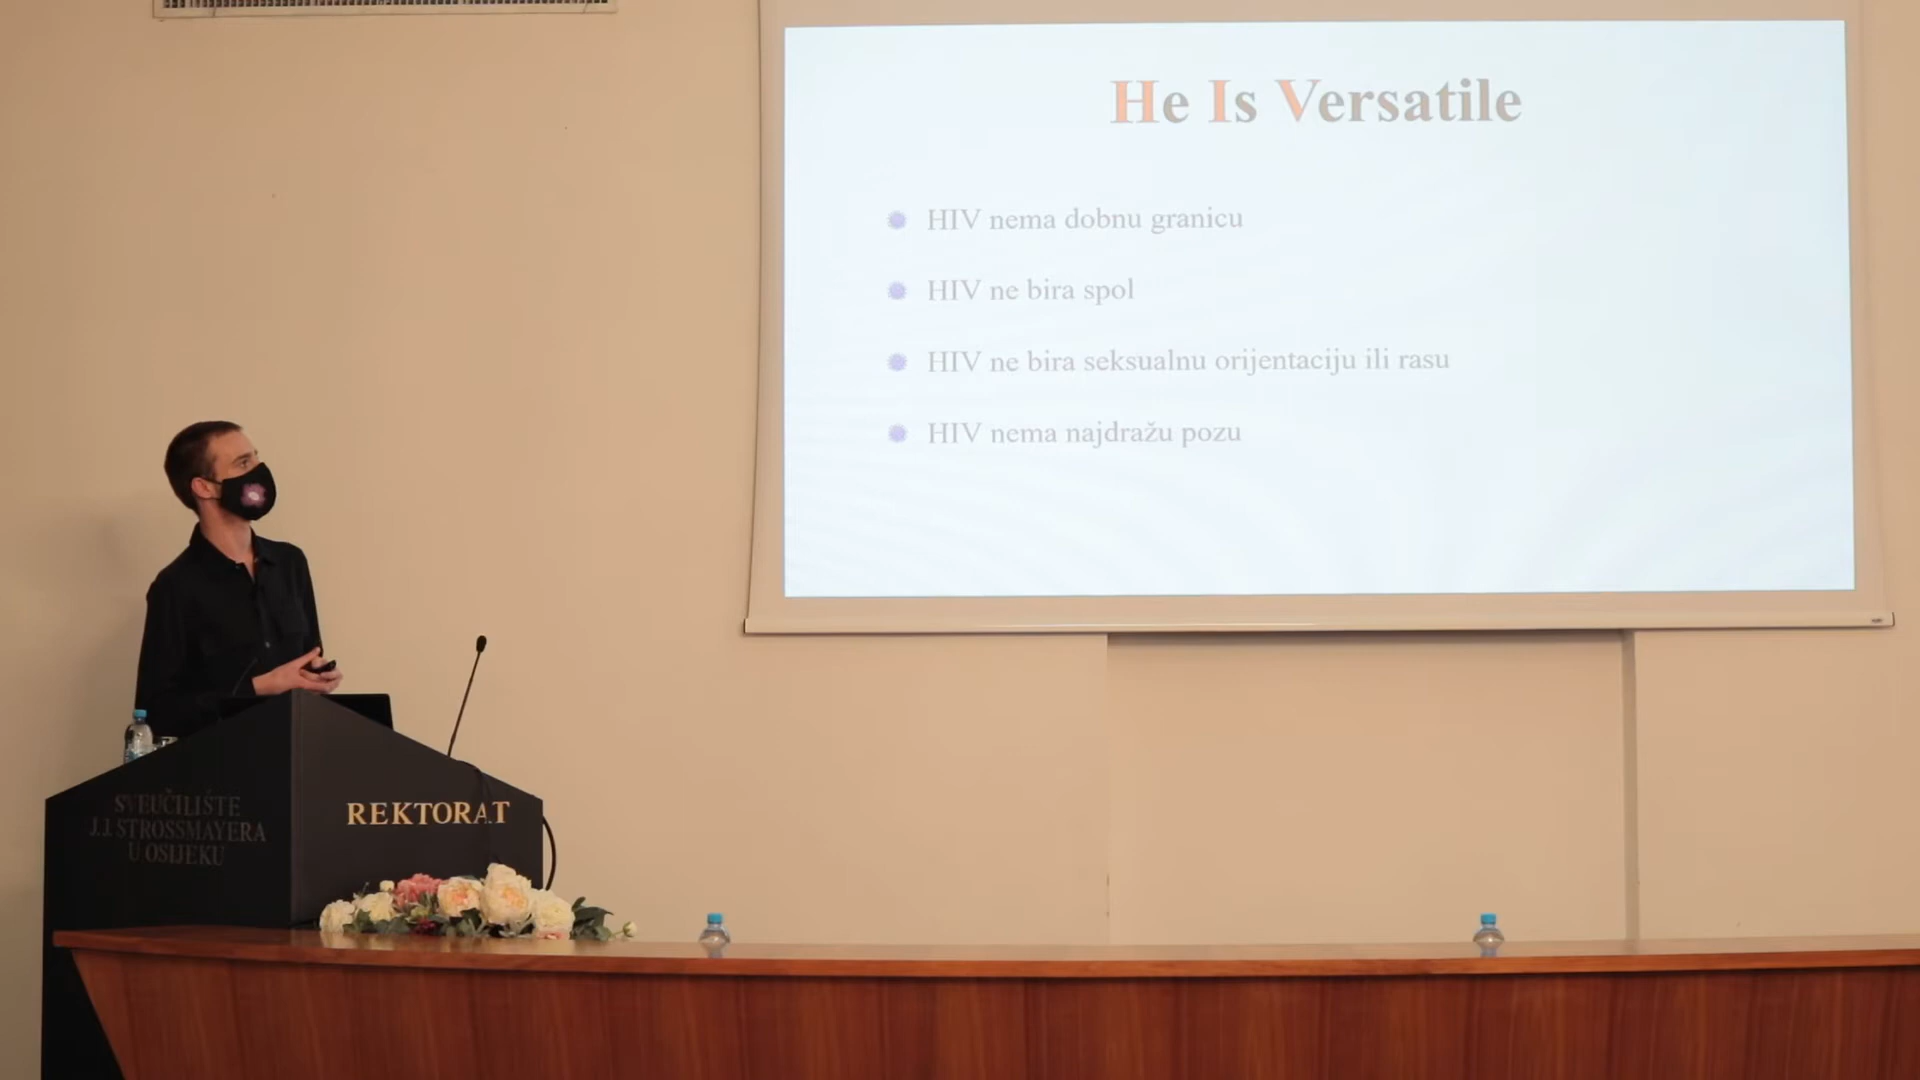 He Is Versatile
HIV nema dobnu granicu
HIV ne bira spol
HIV ne bira seksualnu orijentaciju ili rasu
HIV nema najdražu pozu
SVEUČILIŠTE
J.J. STROSSMAYERA
U OSIJEKU
REKTORAT